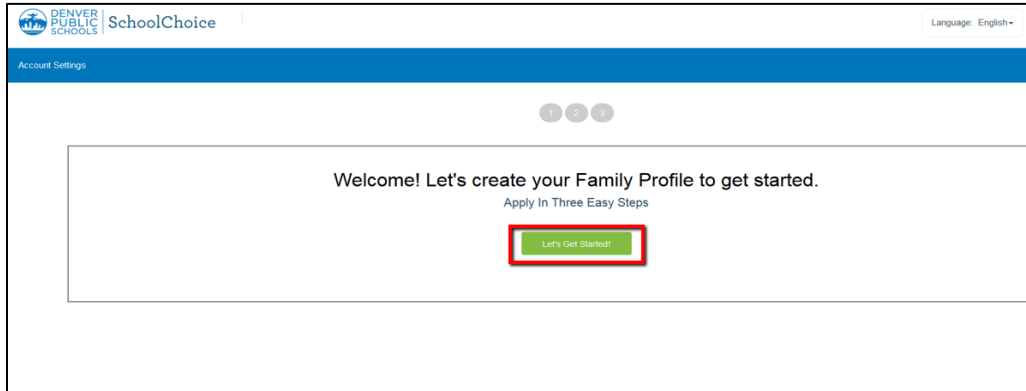 DENVER
PUBLIC
SCHOOLS
SchoolChoice
Language: English
Account Settings
1 2 3
Welcome! Let's create your Family Profile to get started.
Apply In Three Easy Steps
Let's Get Started!